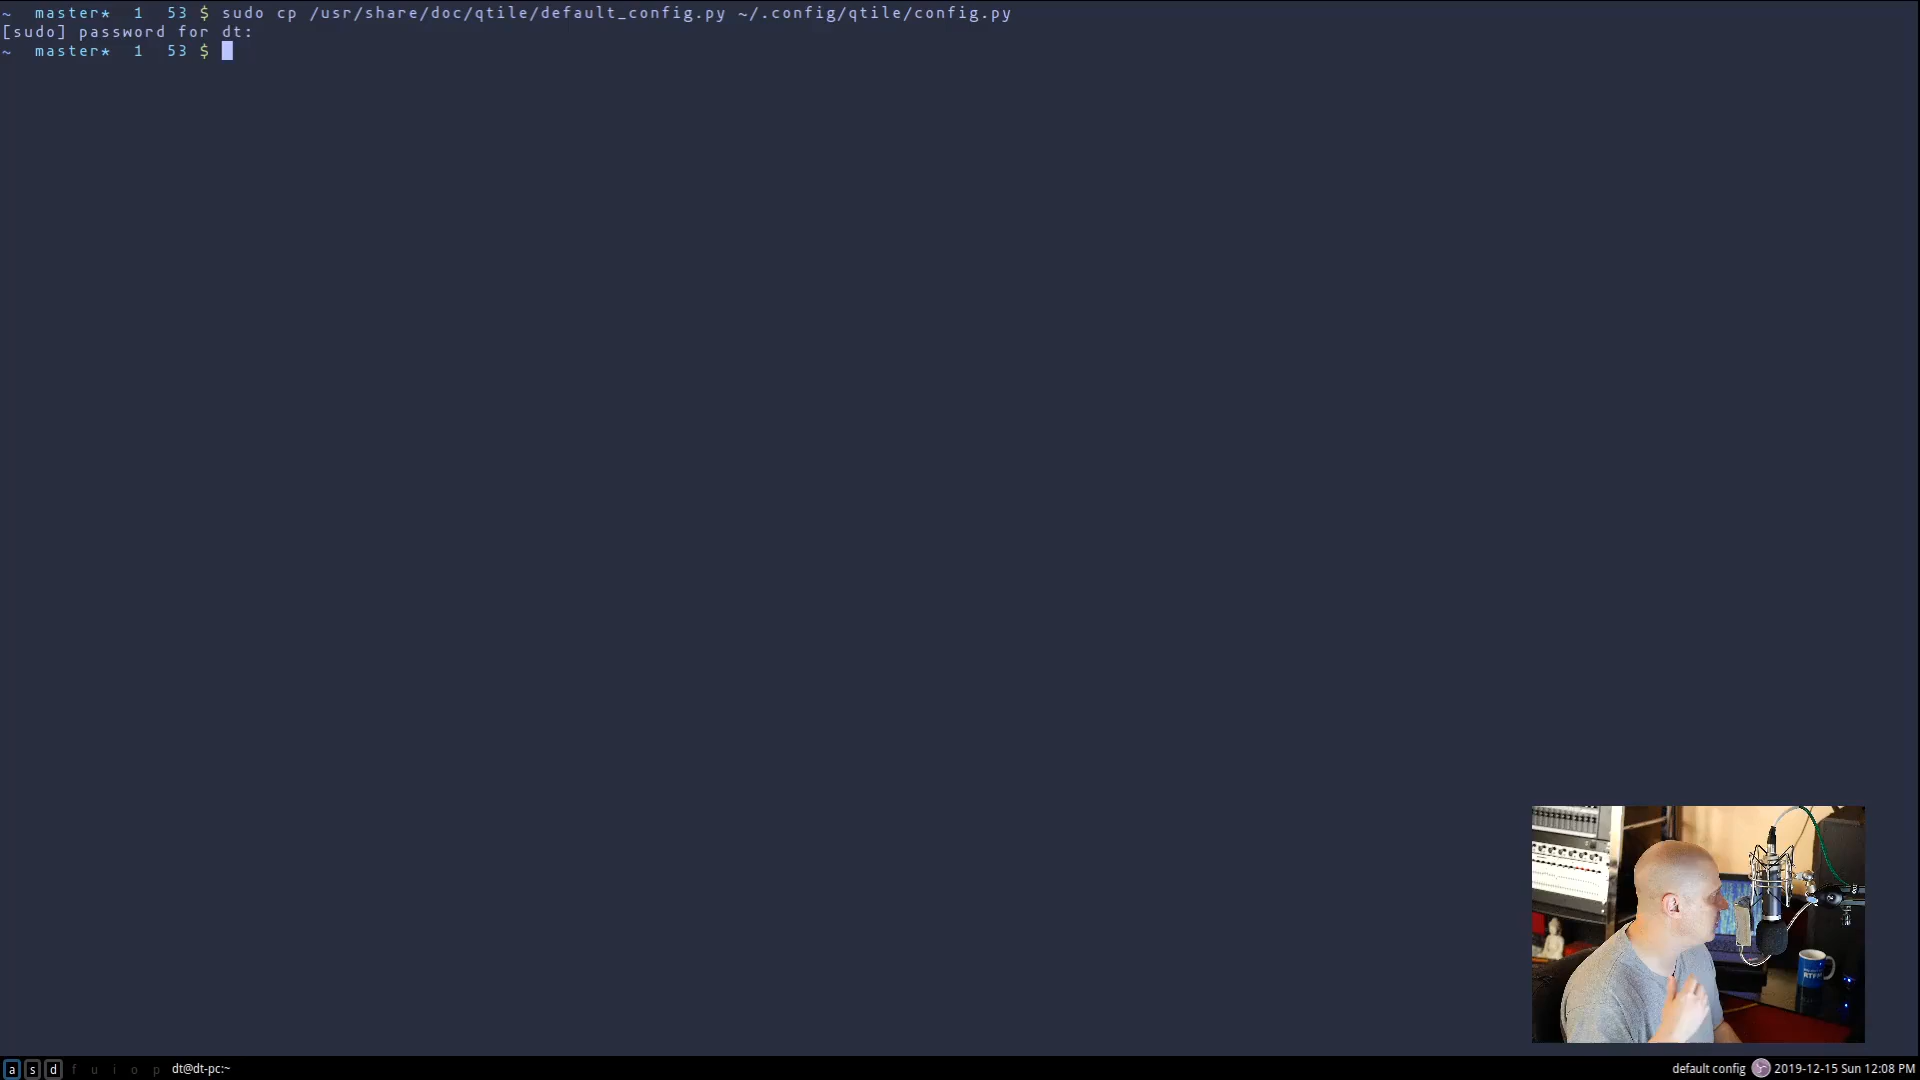 ~ master* 1 53 $ sudo cp /usr/share/doc/qtile/default_config.py ~/.config/qtile/config.py
[sudo] password for dt:
~ master* 1 53 $
RTFM
a s d f u i o p dt@dt-pc:~ default config 2019-12-15 Sun 12:08 PM